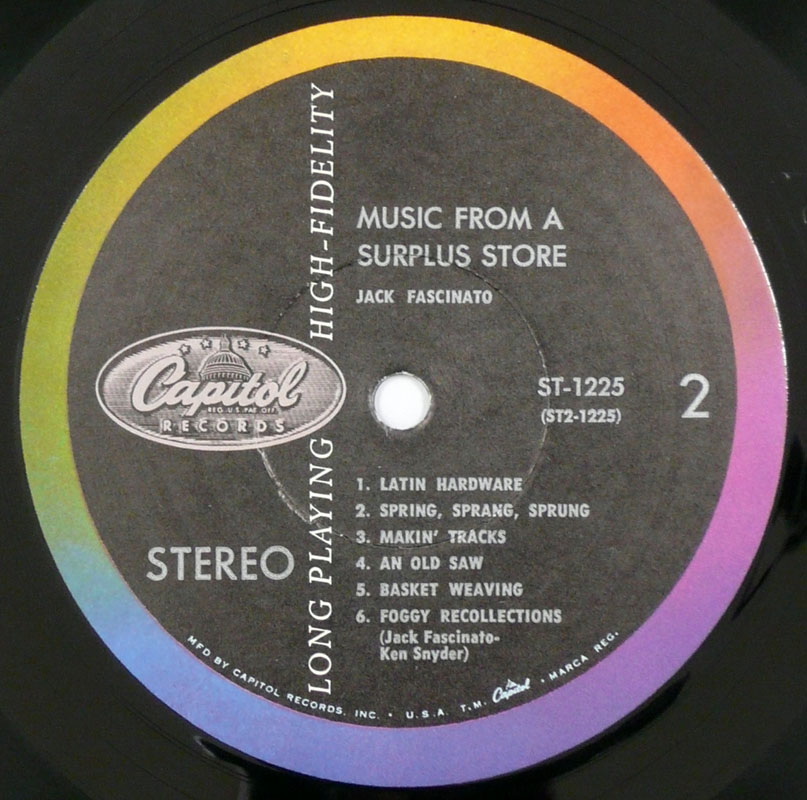 LONG PLAYING HIGH-FIDELITY
MUSIC FROM A
SURPLUS STORE
JACK FASCINATO
Capitol
REG. U.S. PAT. OFF.
RECORDS
ST-1225
(ST2-1225)
2
STEREO
1. LATIN HARDWARE
2. SPRING, SPRANG, SPRUNG
3. MAKIN' TRACKS
4. AN OLD SAW
5. BASKET WEAVING
6. FOGGY RECOLLECTIONS
(Jack Fascinato-
Ken Snyder)
MFD BY CAPITOL RECORDS, INC. • U.S.A. T.M. Capitol • MARCA REG.